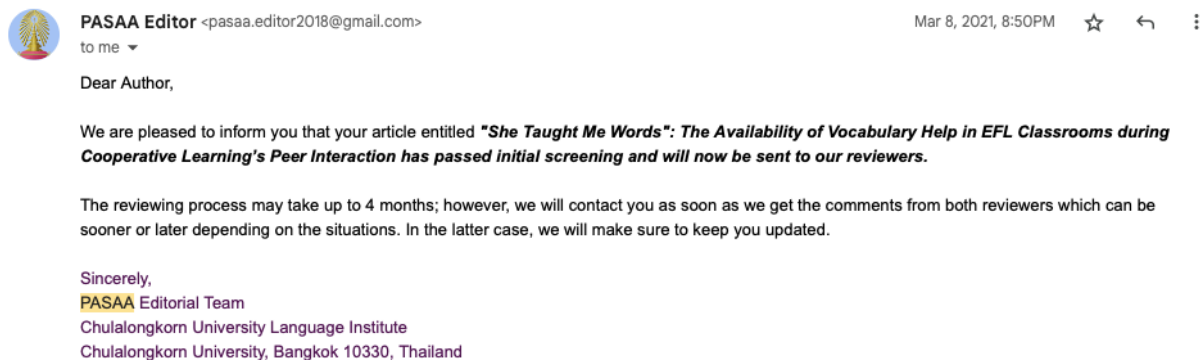 PASAA Editor <pasaa.editor2018@gmail.com>
Mar 8, 2021, 8:50PM
to me
Dear Author,
We are pleased to inform you that your article entitled "She Taught Me Words": The Availability of Vocabulary Help in EFL Classrooms during
Cooperative Learning's Peer Interaction has passed initial screening and will now be sent to our reviewers.
The reviewing process may take up to 4 months; however, we will contact you as soon as we get the comments from both reviewers which can be
sooner or later depending on the situations. In the latter case, we will make sure to keep you updated.
Sincerely,
PASAA Editorial Team
Chulalongkorn University Language Institute
Chulalongkorn University, Bangkok 10330, Thailand